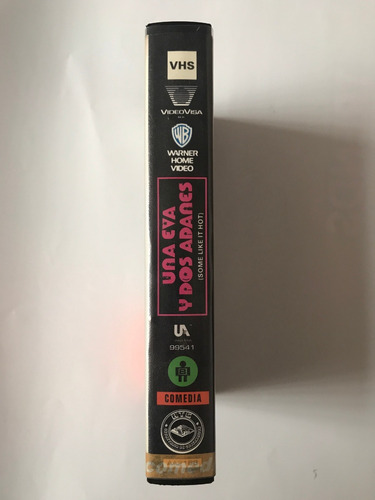 VHS
VIDEOVISA
WB
WARNER
HOME
VIDEO
UNA EVA
Y DOS ADANES
(SOME LIKE IT HOT)
UA
99541
B
COMEDIA